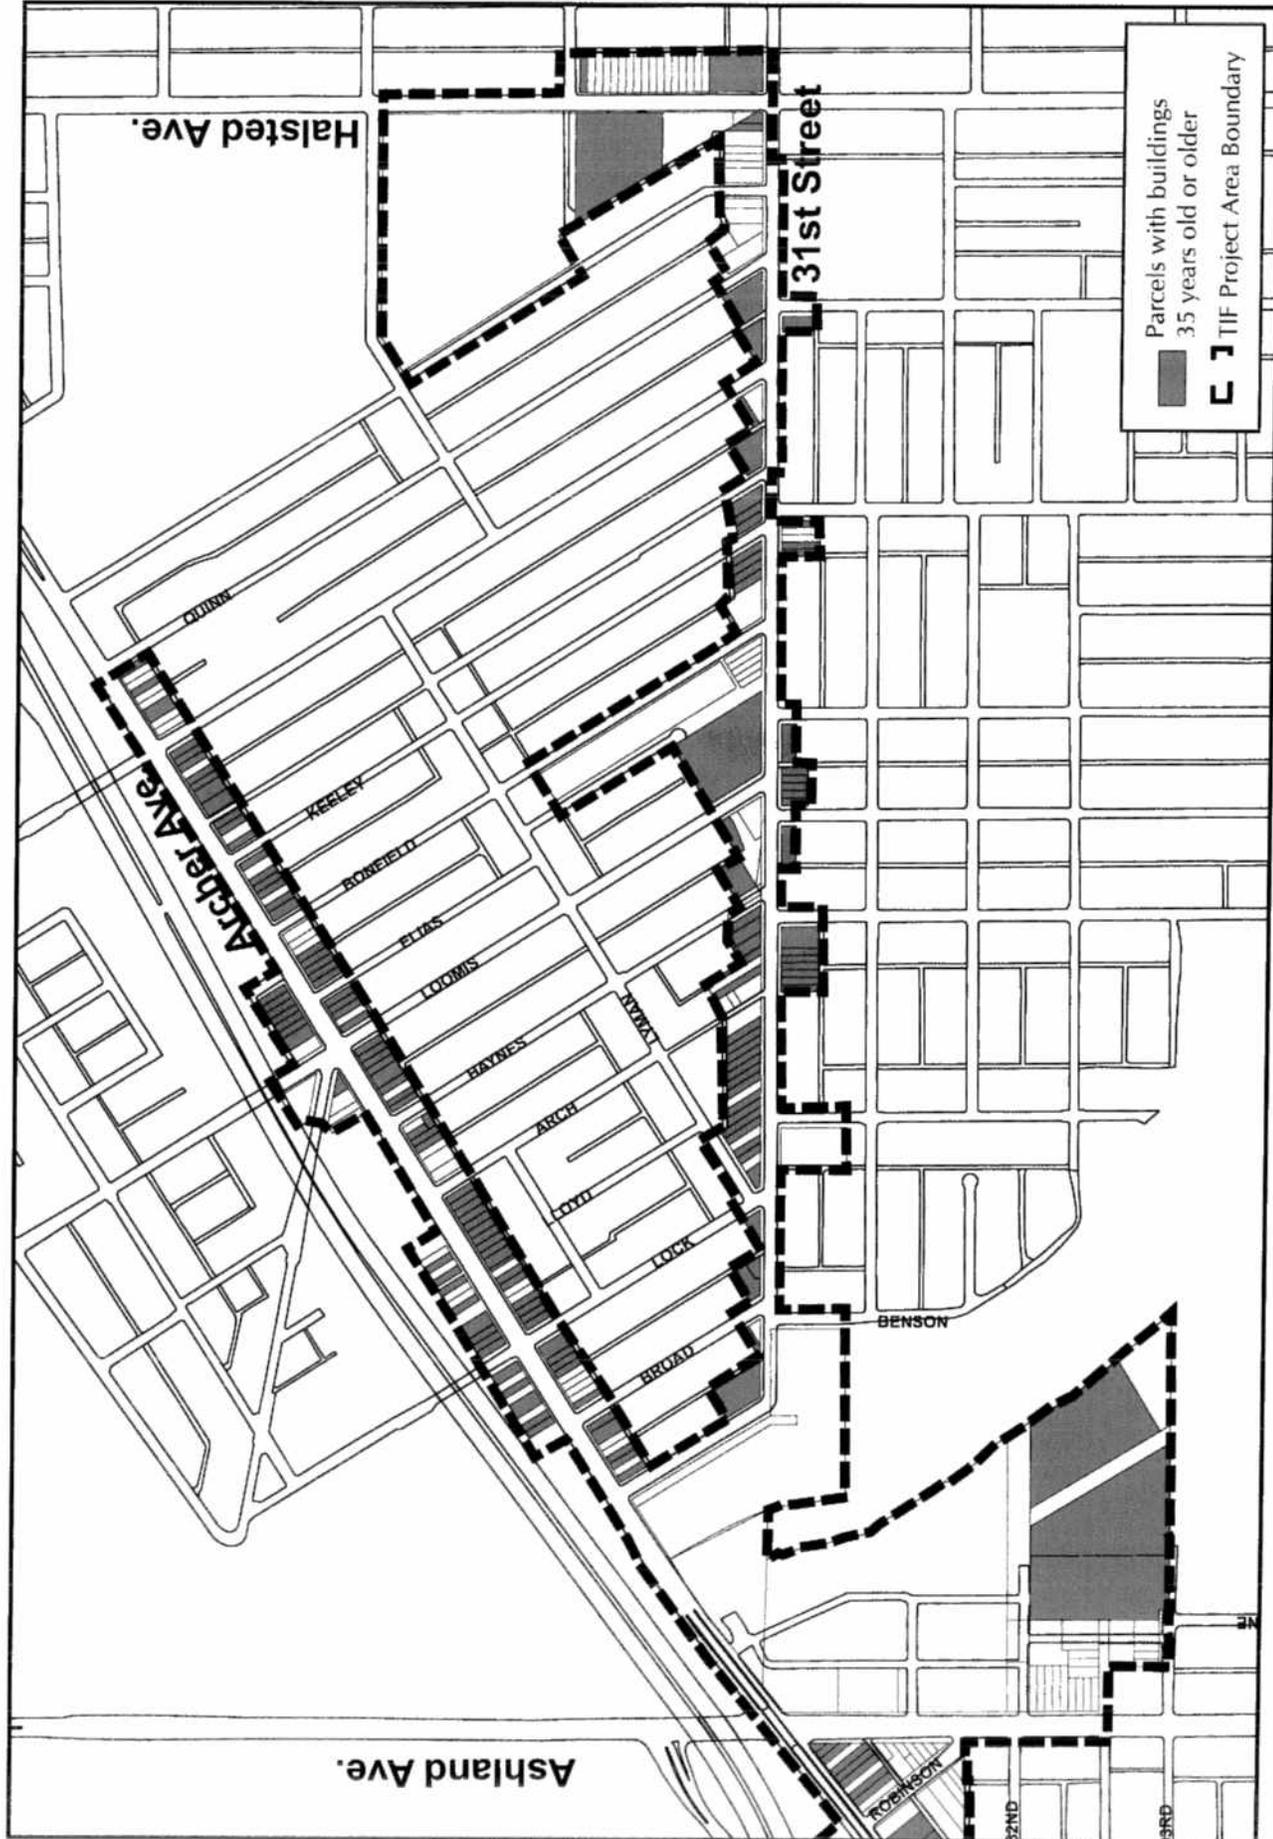 Halsted Ave.
31st Street
Parcels with buildings
35 years old or older
TIF Project Area Boundary
QUINN
Archer Ave.
KEELEY
BONFIELD
ELIAS
LOOMIS
HAYNES
LYMAN
ARCH
LOCK
BROAD
BENSON
Ashland Ave.
ROBINSON